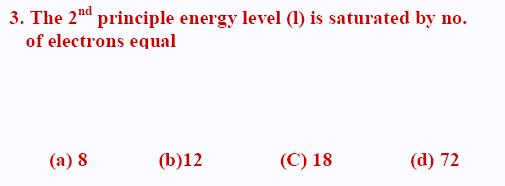 3. The 2nd principle energy level (l) is saturated by no.
of electrons equal
(a) 8 (b)12 (C) 18 (d) 72